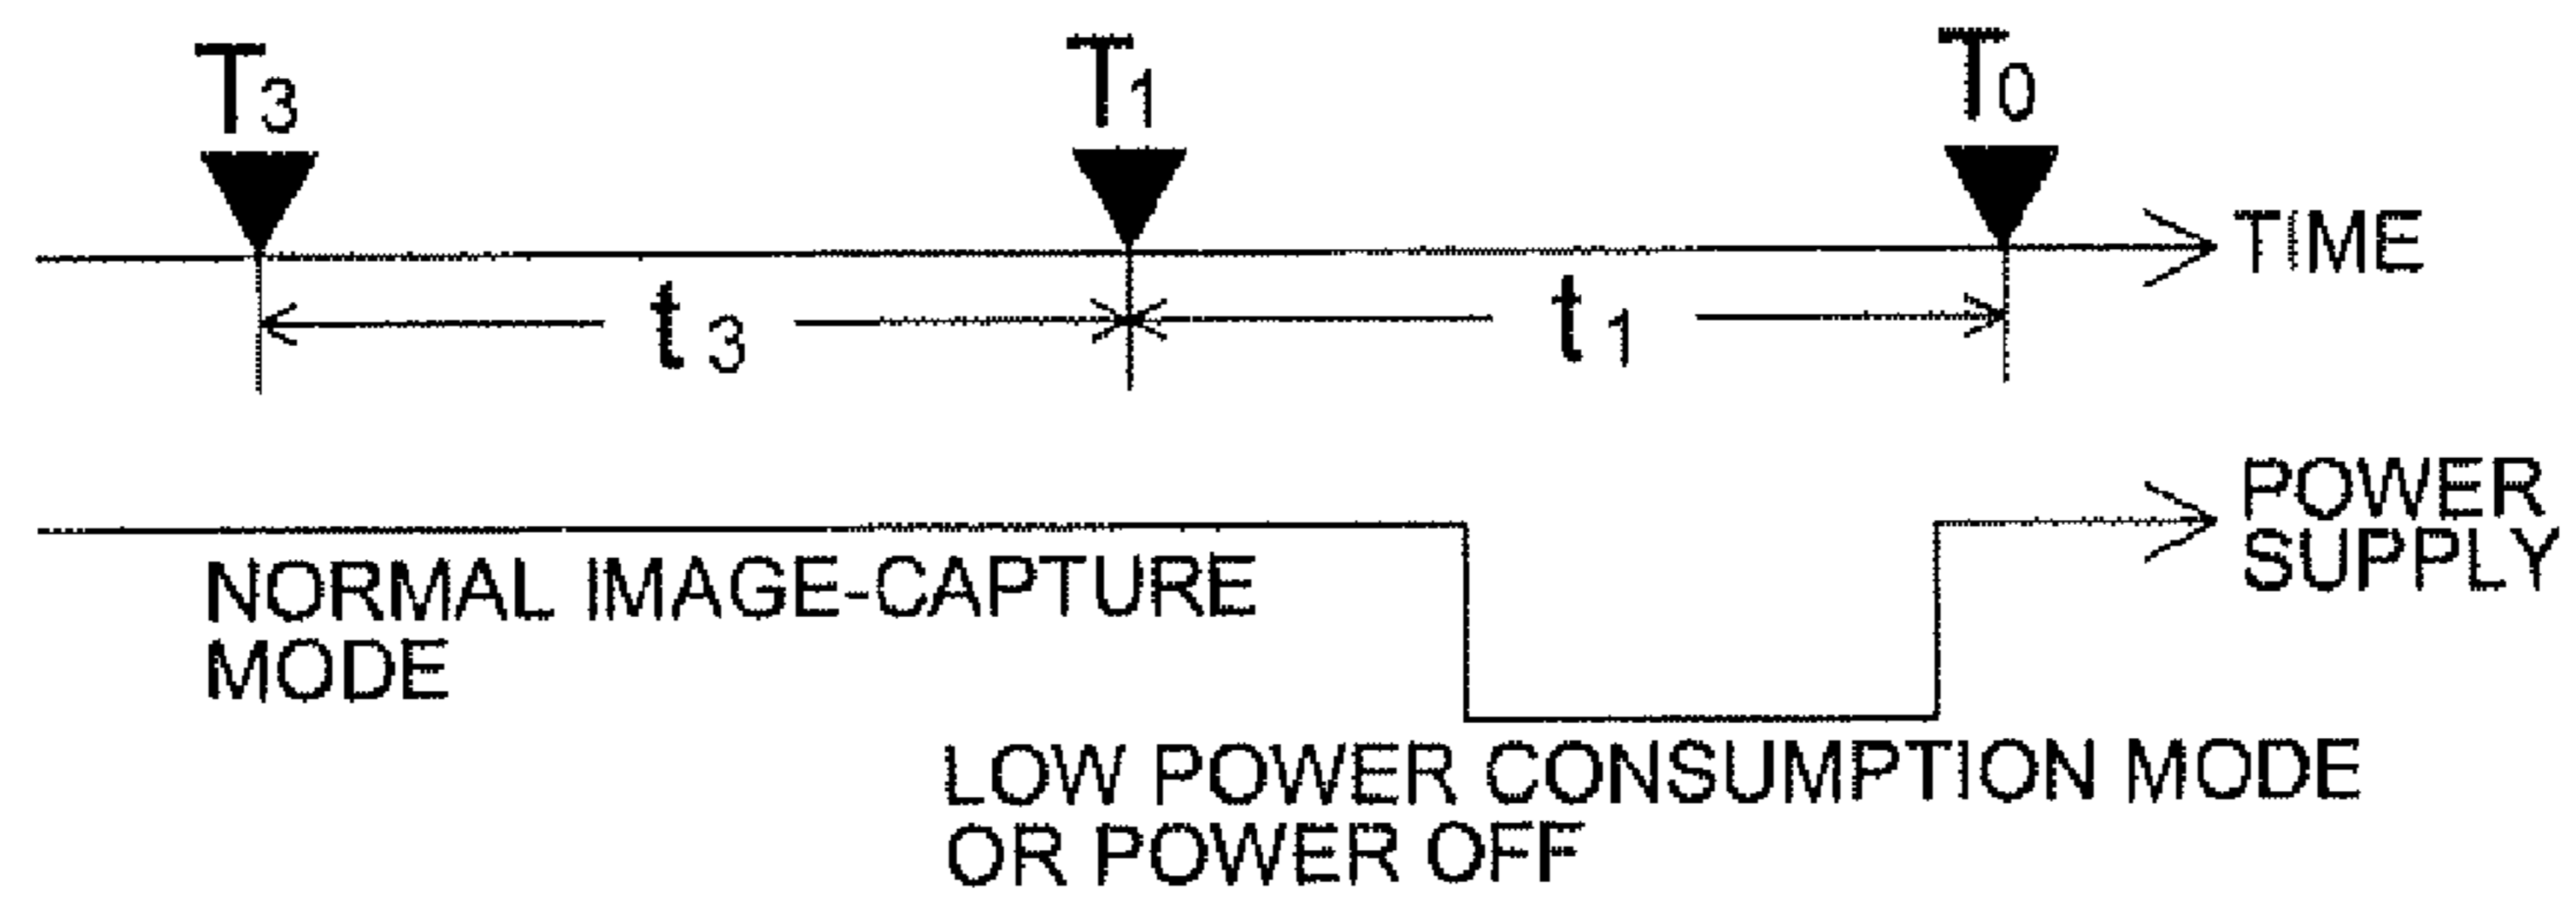 T3 T1 T0
TIME
t3 t1
POWER
SUPPLY
NORMAL IMAGE-CAPTURE
MODE
LOW POWER CONSUMPTION MODE
OR POWER OFF